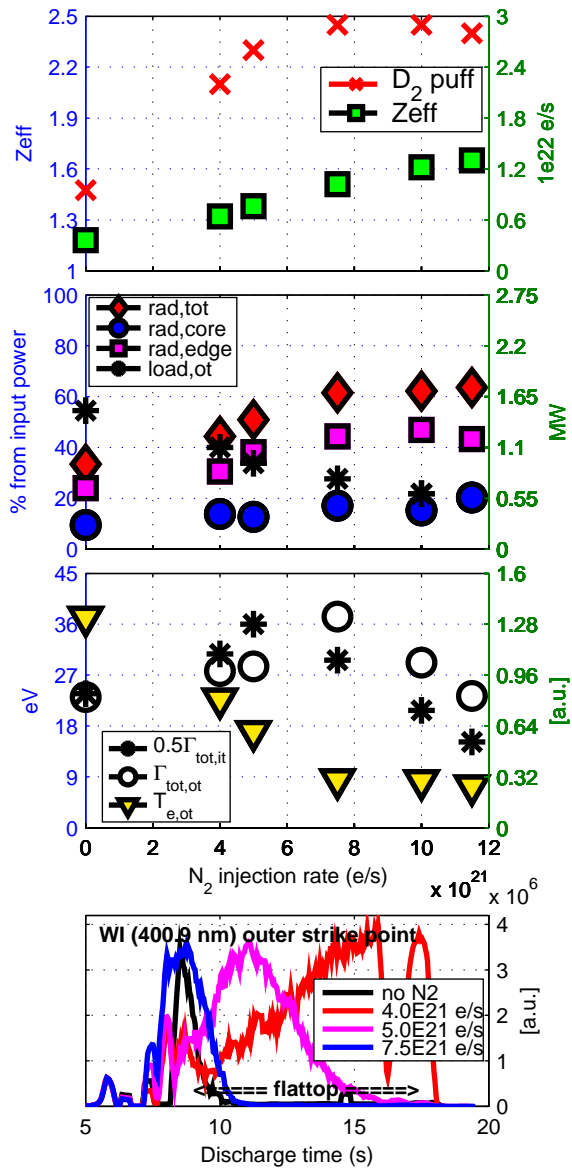 2.5
2.2
1.9
1.6
1.3
1
Zeff
3
2.4
1.8
1.2
0.6
0
1e22 e/s
D2 puff
Zeff
100
80
60
40
20
0
% from input power
2.75
2.2
1.65
1.1
0.55
0
MW
rad,tot
rad,core
rad,edge
load,ot
45
36
27
18
9
0
eV
1.6
1.28
0.96
0.64
0.32
0
[a.u.]
0.5Γtot,it
Γtot,ot
Te,ot
0 2 4 6 8 10 12
N2 injection rate (e/s)
x 10^21
x 10^6
WI (400.9 nm) outer strike point
4
3
2
1
0
[a.u.]
no N2
4.0E21 e/s
5.0E21 e/s
7.5E21 e/s
<==== flattop ====>
5 10 15 20
Discharge time (s)